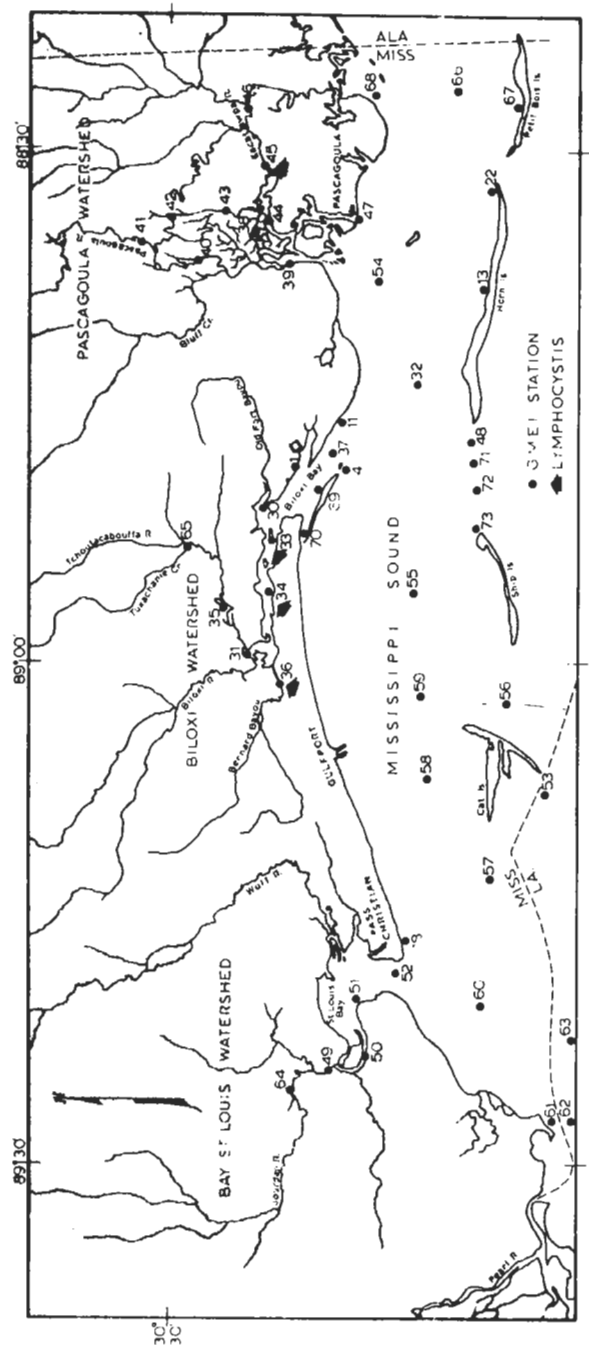 88°30'
89°00'
89°30'
30°
30'
ALA
MISS
PASCAGOULA R WATERSHED
BILOXI WATERSHED
BAY ST LOUIS WATERSHED
Pascagoula R
Bluff Cr.
PASCAGOULA
Old Fort Bayou
Biloxi Bay
Tchoutacabouffa R
Tuxachanie Cr
Biloxi R
Bernard Bayou
GULFPORT
Wolf R.
PASS CHRISTIAN
St Louis Bay
Pearl R
MISSISSIPPI SOUND
Petit Bois Is
Horn Is
Ship Is
Cat Is
MISS
LA.
STATION
LYMPHOCYSTIS
68
66
67
45
42
43
41
44
40
39
47
22
54
13
32
11
37
4
48
71
72
73
30
33
70
65
34
35
31
36
55
59
56
58
53
57
52
51
60
49
50
64
63
61
62